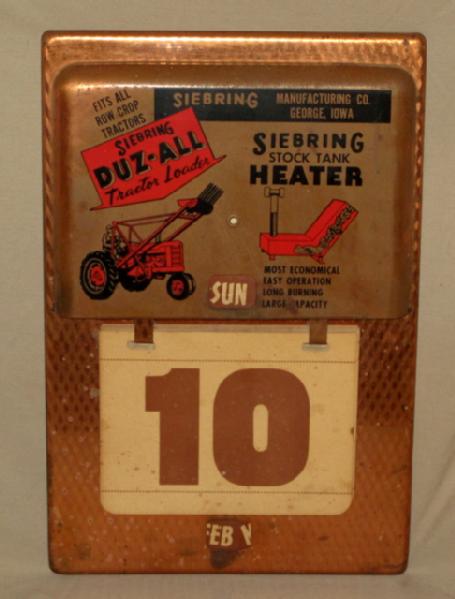 SIEBRING MANUFACTURING CO.
GEORGE, IOWA
FITS ALL
ROW CROP
TRACTORS
SIEBRING
DUZ-ALL
Tractor Loader
SIEBRING
STOCK TANK
HEATER
MOST ECONOMICAL
EASY OPERATION
LONG BURNING
LARGE CAPACITY
SUN
10
FEB